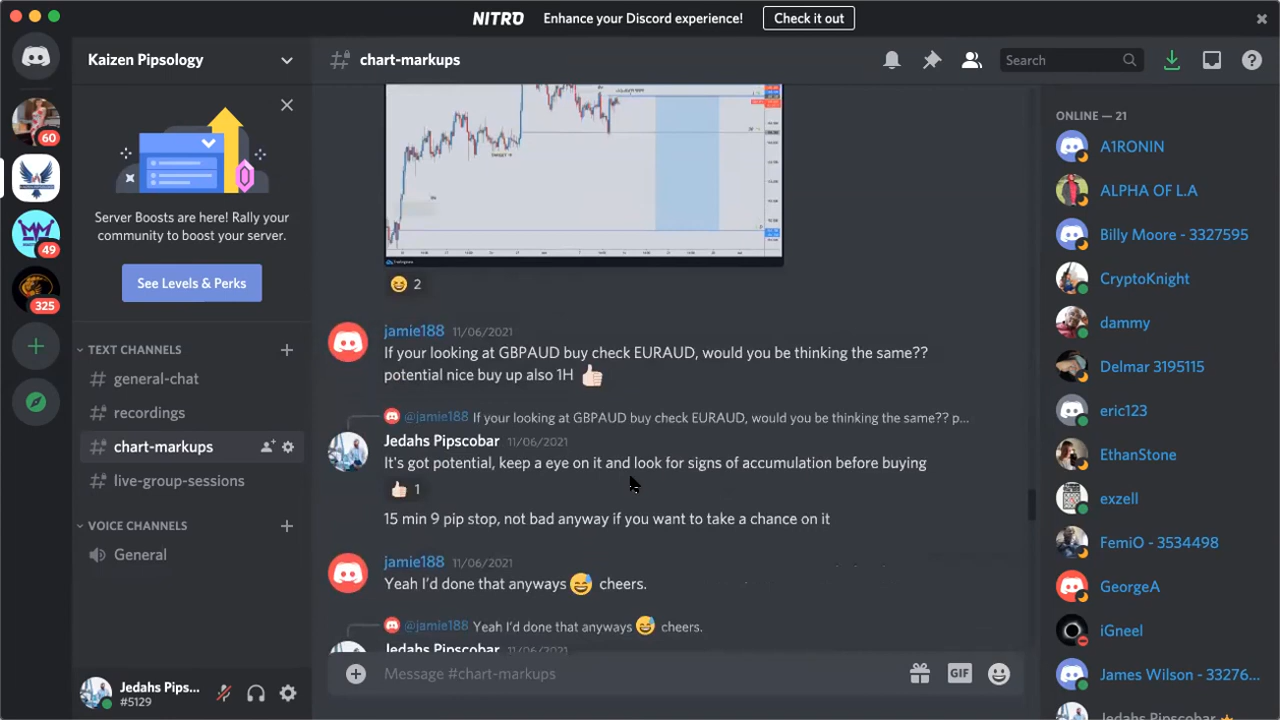 NITRO Enhance your Discord experience! Check it out
Kaizen Pipsology
# chart-markups
Search
60
49
325
Server Boosts are here! Rally your
community to boost your server.
See Levels & Perks
TEXT CHANNELS
# general-chat
# recordings
# chart-markups
# live-group-sessions
VOICE CHANNELS
General
Jedahs Pips...
#5129
2
jamie188 11/06/2021
If your looking at GBPAUD buy check EURAUD, would you be thinking the same??
potential nice buy up also 1H
@jamie188 If your looking at GBPAUD buy check EURAUD, would you be thinking the same?? p...
Jedahs Pipscobar 11/06/2021
It's got potential, keep a eye on it and look for signs of accumulation before buying
1
15 min 9 pip stop, not bad anyway if you want to take a chance on it
jamie188 11/06/2021
Yeah I'd done that anyways cheers.
@jamie188 Yeah I'd done that anyways cheers.
Jedahs Pipscobar 11/06/2021
Message #chart-markups
GIF
ONLINE — 21
A1RONIN
ALPHA OF L.A
Billy Moore - 3327595
CryptoKnight
dammy
Delmar 3195115
eric123
EthanStone
exzell
FemiO - 3534498
GeorgeA
iGneel
James Wilson - 33276...
Jedahs Pipscobar